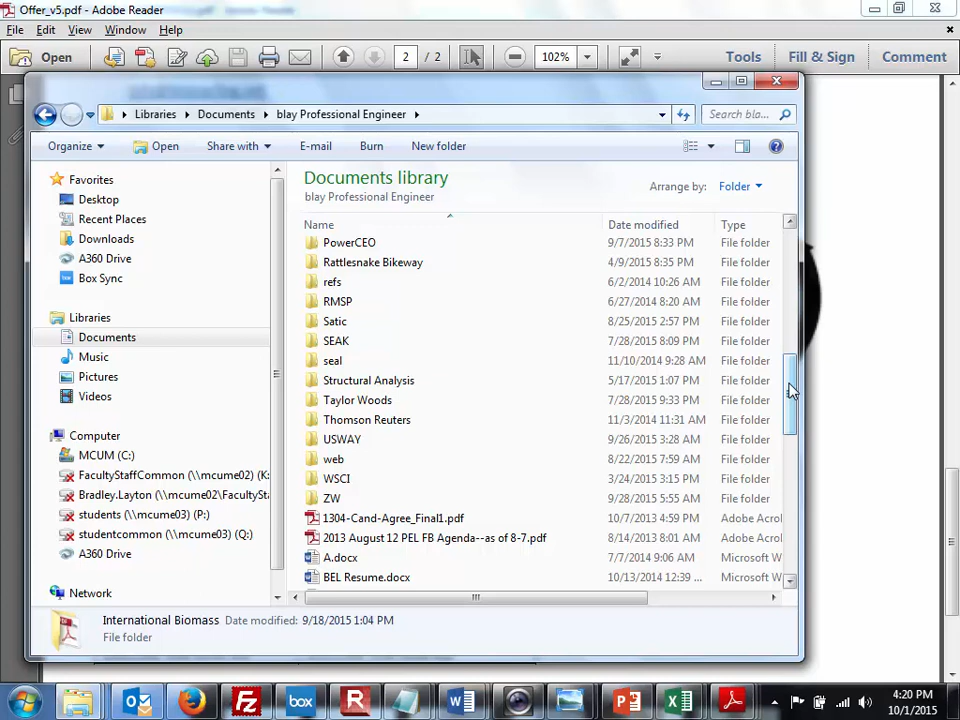 Offer_v5.pdf - Adobe Reader
File Edit View Window Help
Open 2 / 2 102% Tools Fill & Sign Comment
Libraries Documents blay Professional Engineer Search bla...
Organize Open Share with E-mail Burn New folder
Favorites
Desktop
Recent Places
Downloads
A360 Drive
Box Sync
Libraries
Documents
Music
Pictures
Videos
Computer
MCUM (C:)
FacultyStaffCommon (\\mcume02) (K:
Bradley.Layton (\\mcume02\FacultySta
students (\\mcume03) (P:)
studentcommon (\\mcume03) (Q:)
A360 Drive
Network
Documents library
blay Professional Engineer
Arrange by: Folder
Name Date modified Type
PowerCEO 9/7/2015 8:33 PM File folder
Rattlesnake Bikeway 4/9/2015 8:35 PM File folder
refs 6/2/2014 10:26 AM File folder
RMSP 6/27/2014 8:20 AM File folder
Satic 8/25/2015 2:57 PM File folder
SEAK 7/28/2015 8:09 PM File folder
seal 11/10/2014 9:28 AM File folder
Structural Analysis 5/17/2015 1:07 PM File folder
Taylor Woods 7/28/2015 9:33 PM File folder
Thomson Reuters 11/3/2014 11:31 AM File folder
USWAY 9/26/2015 3:28 AM File folder
web 8/22/2015 7:59 AM File folder
WSCI 3/24/2015 3:15 PM File folder
ZW 9/28/2015 5:55 AM File folder
1304-Cand-Agree_Final1.pdf 10/7/2013 4:59 PM Adobe Acrol
2013 August 12 PEL FB Agenda--as of 8-7.pdf 8/14/2013 8:01 AM Adobe Acrol
A.docx 7/7/2014 9:06 AM Microsoft W
BEL Resume.docx 10/13/2014 12:39 ... Microsoft W
International Biomass Date modified: 9/18/2015 1:04 PM
File folder
box
4:20 PM
10/1/2015